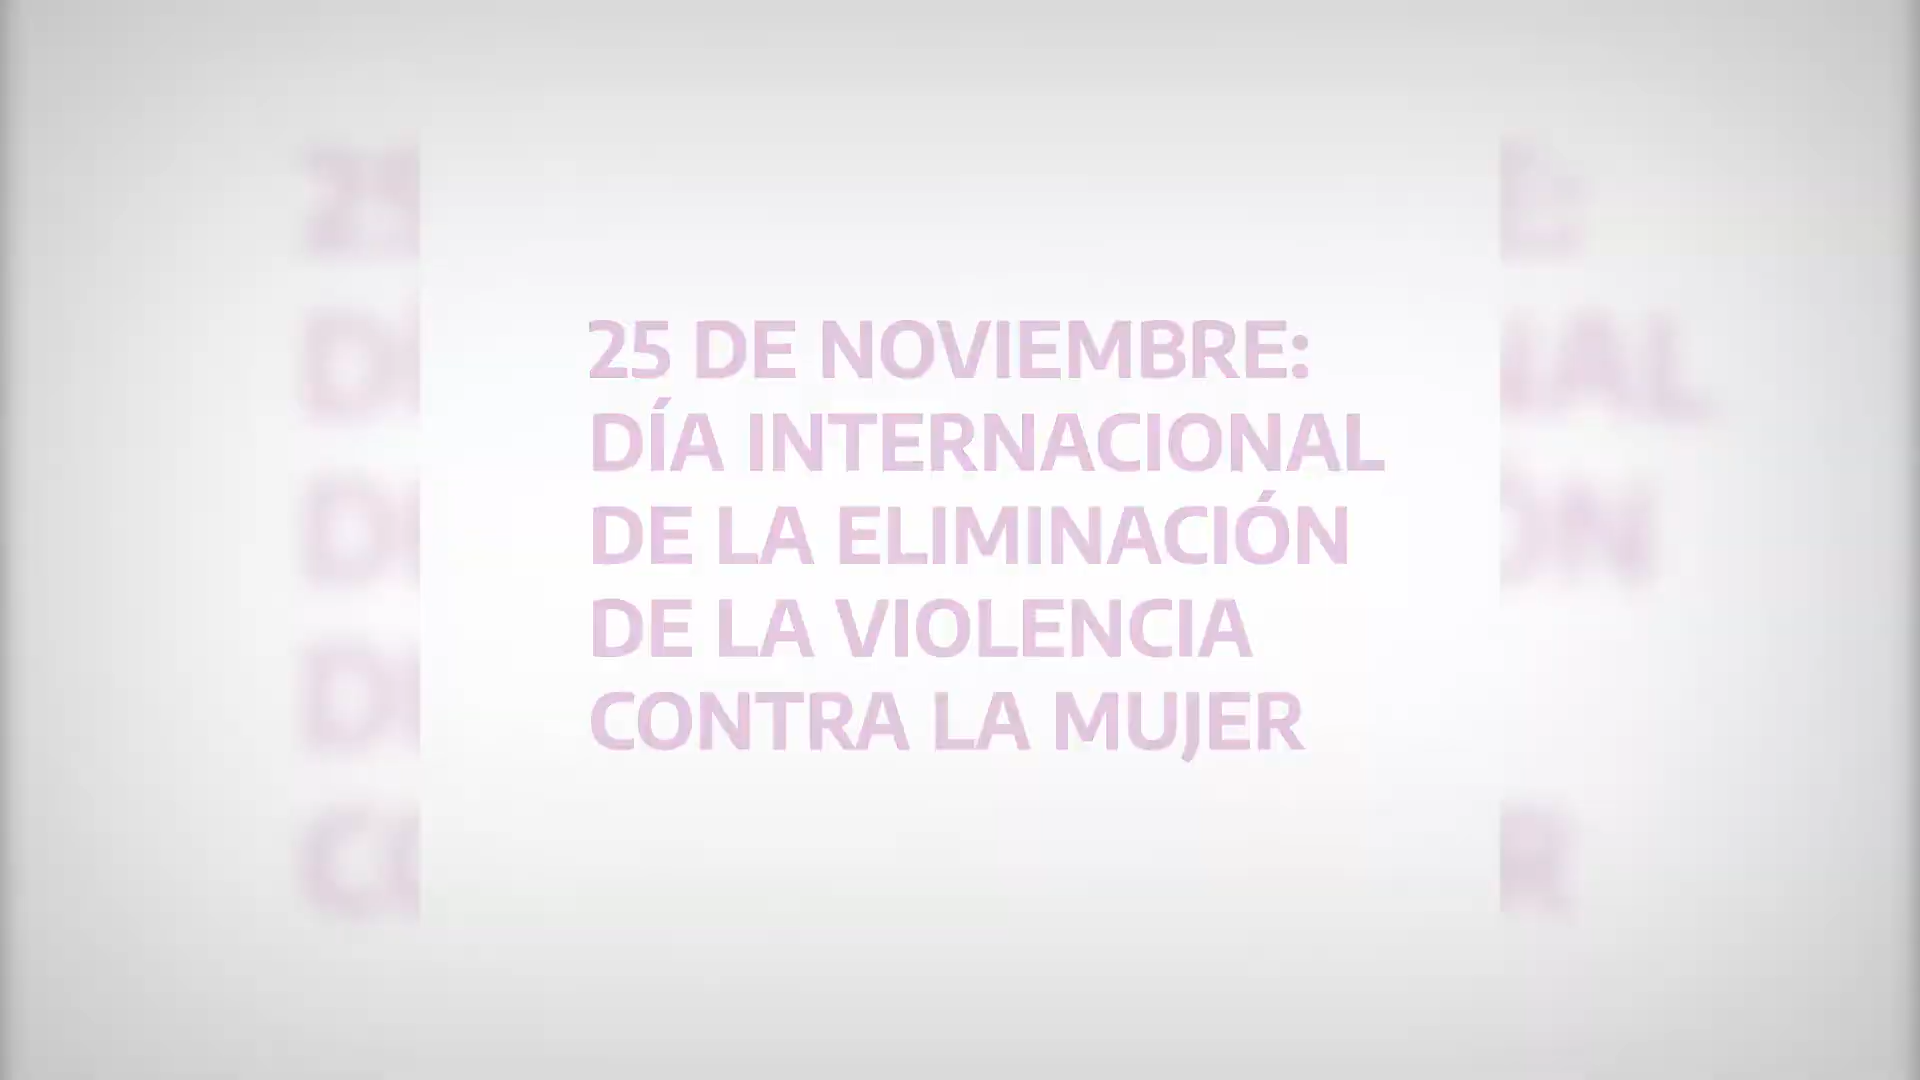 25 DE NOVIEMBRE:
DÍA INTERNACIONAL
DE LA ELIMINACIÓN
DE LA VIOLENCIA
CONTRA LA MUJER